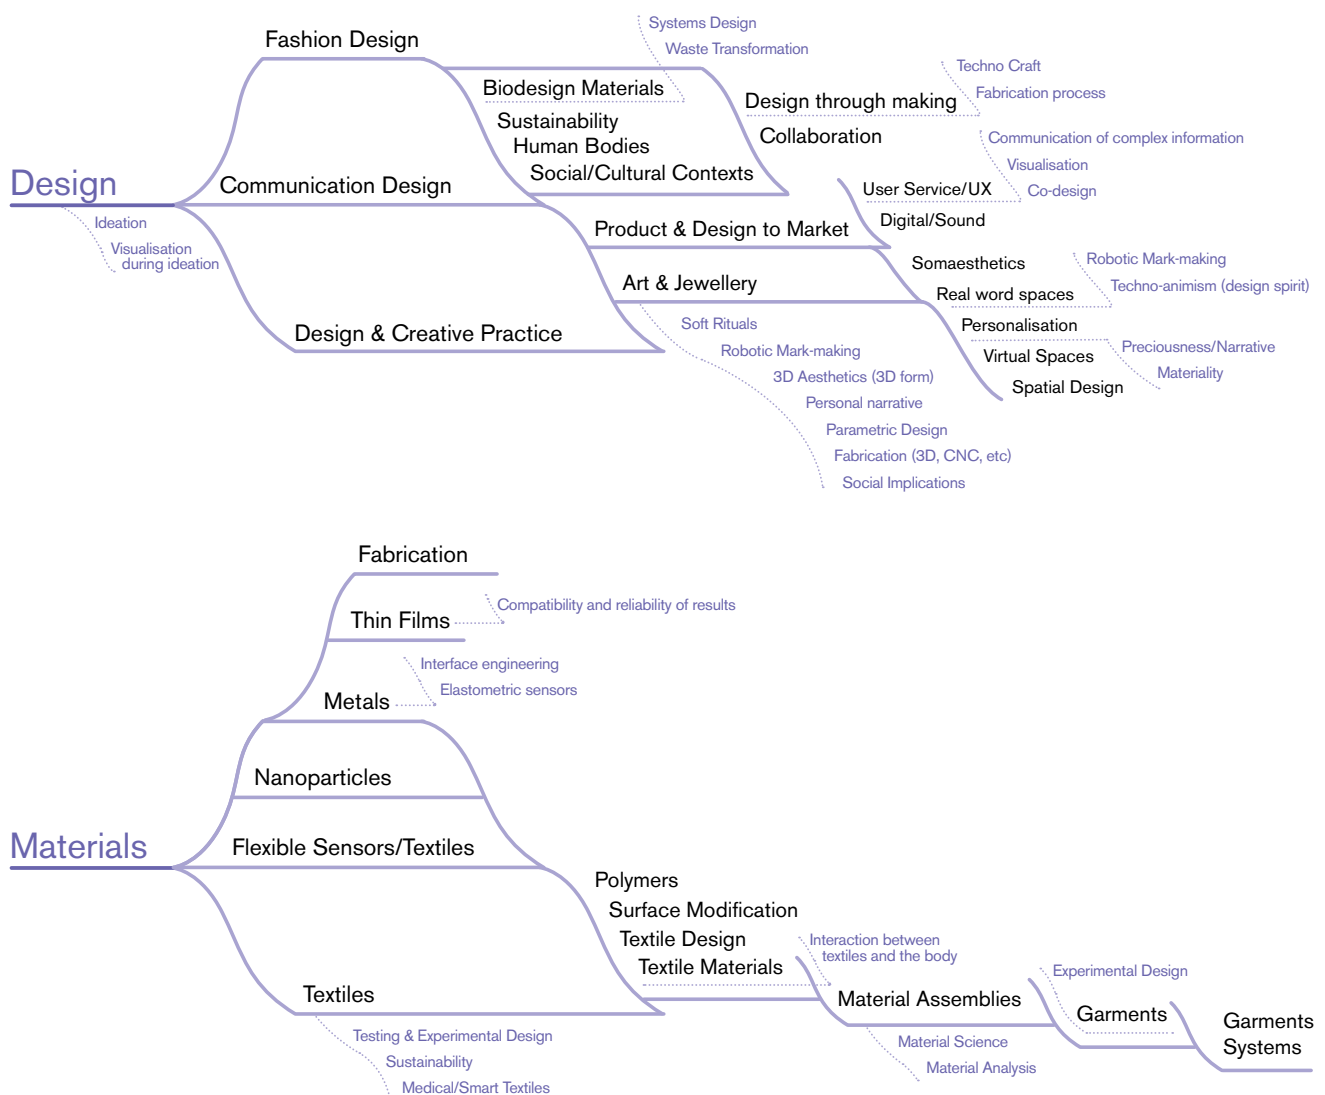 Systems Design
Waste Transformation
Fashion Design
Biodesign Materials
Sustainability
Human Bodies
Social/Cultural Contexts
Techno Craft
Fabrication process
Design through making
Collaboration
Communication of complex information
Visualisation
Co-design
Design
Ideation
Visualisation
during ideation
Communication Design
User Service/UX
Digital/Sound
Product & Design to Market
Somaesthetics
Real word spaces
Personalisation
Virtual Spaces
Spatial Design
Robotic Mark-making
Techno-animism (design spirit)
Preciousness/Narrative
Materiality
Art & Jewellery
Design & Creative Practice
Soft Rituals
Robotic Mark-making
3D Aesthetics (3D form)
Personal narrative
Parametric Design
Fabrication (3D, CNC, etc)
Social Implications
Fabrication
Thin Films
Compatibility and reliability of results
Interface engineering
Elastometric sensors
Metals
Nanoparticles
Materials
Flexible Sensors/Textiles
Polymers
Surface Modification
Textile Design
Textile Materials
Interaction between
textiles and the body
Textiles
Testing & Experimental Design
Sustainability
Medical/Smart Textiles
Material Assemblies
Material Science
Material Analysis
Experimental Design
Garments
Garments
Systems